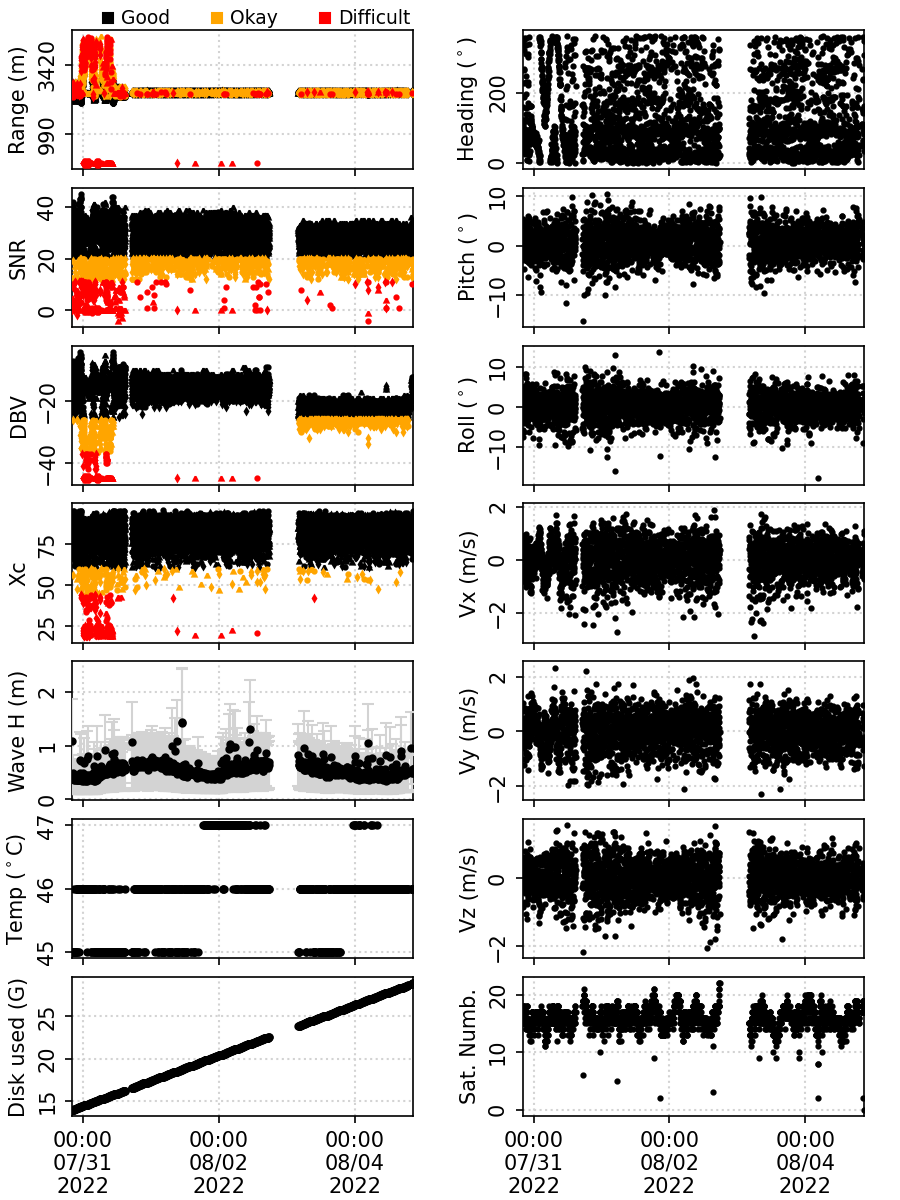 Good Okay Difficult
Range (m)
3420
990
Heading (°)
200
0
SNR
40
20
0
Pitch (°)
10
0
−10
DBV
−20
−40
Roll (°)
10
0
−10
Xc
75
50
25
Vx (m/s)
2
0
−2
Wave H (m)
2
1
0
Vy (m/s)
2
0
−2
Temp (°C)
47
46
45
Vz (m/s)
0
−2
Disk used (G)
25
20
15
Sat. Numb.
20
10
0
00:00 00:00 00:00 00:00 00:00 00:00
07/31 08/02 08/04 07/31 08/02 08/04
2022 2022 2022 2022 2022 2022